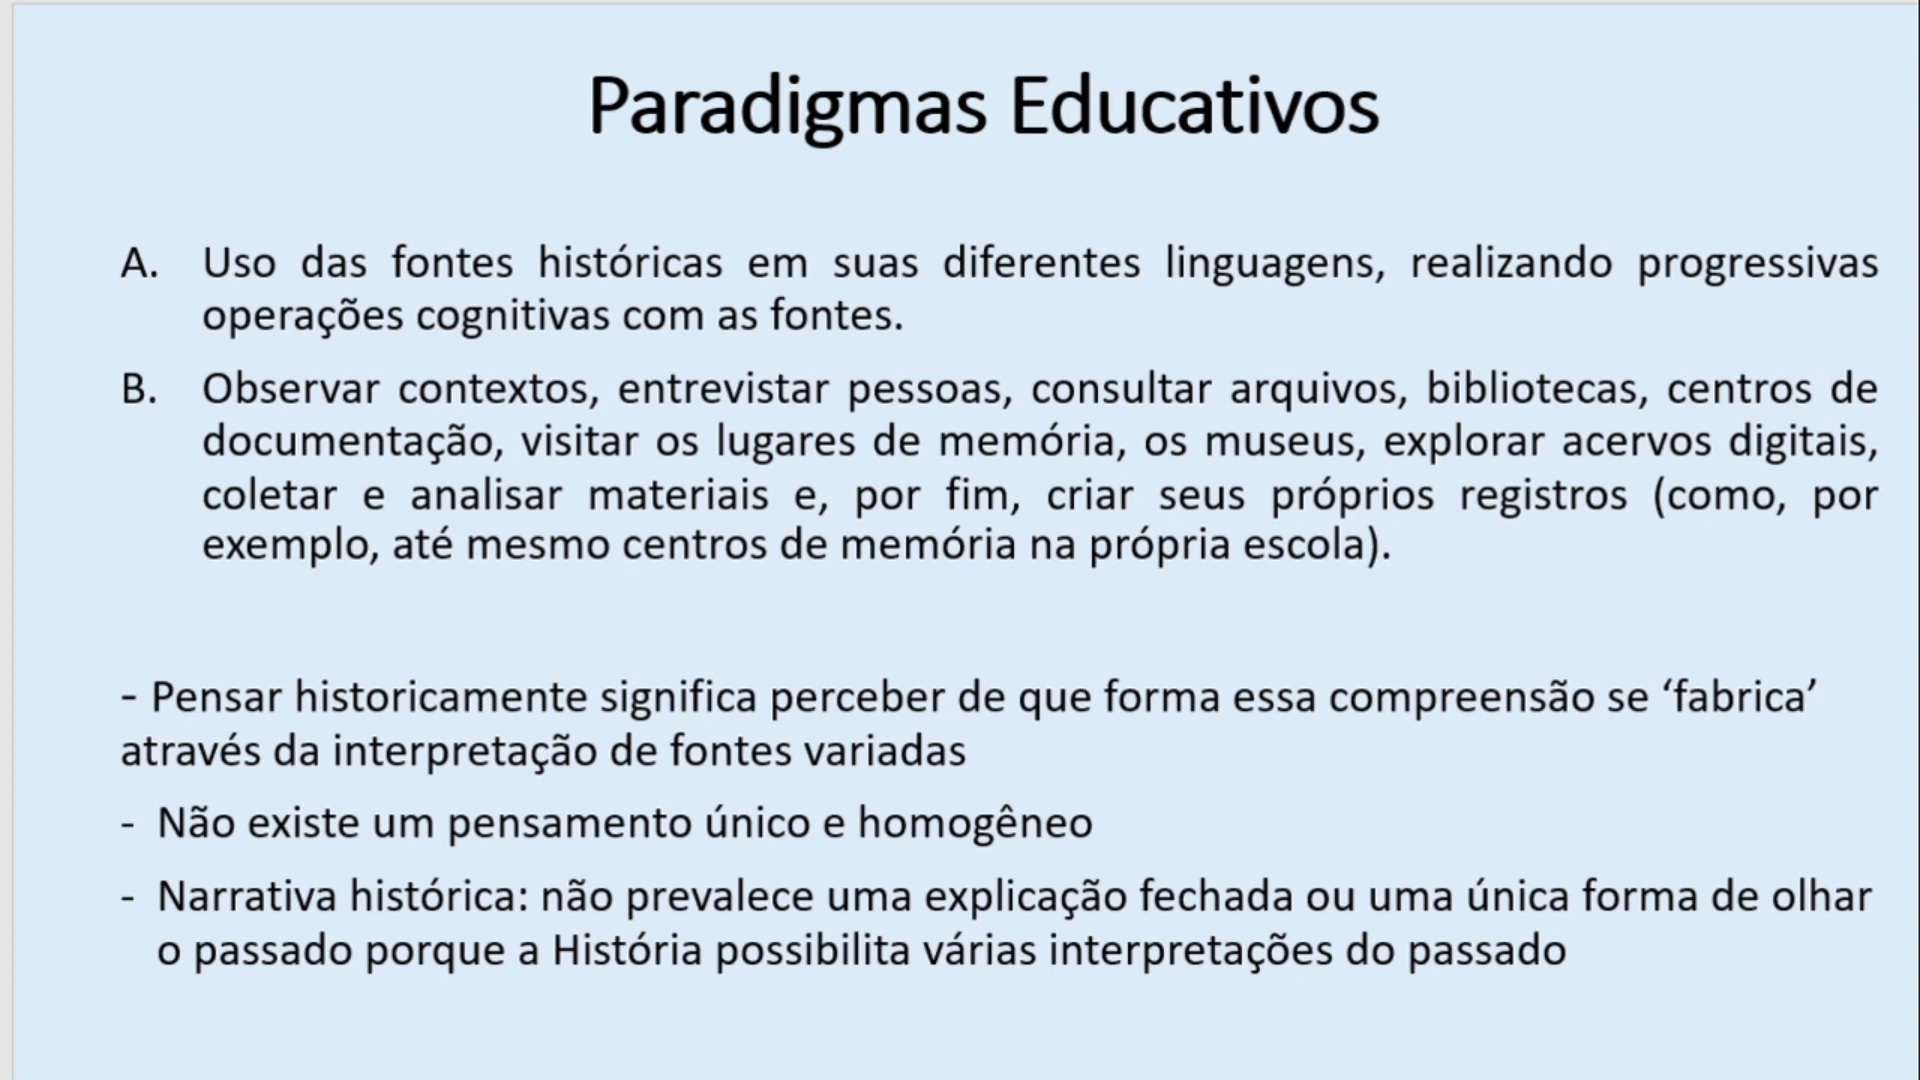 Paradigmas Educativos
A. Uso das fontes históricas em suas diferentes linguagens, realizando progressivas
operações cognitivas com as fontes.
B. Observar contextos, entrevistar pessoas, consultar arquivos, bibliotecas, centros de
documentação, visitar os lugares de memória, os museus, explorar acervos digitais,
coletar e analisar materiais e, por fim, criar seus próprios registros (como, por
exemplo, até mesmo centros de memória na própria escola).
- Pensar historicamente significa perceber de que forma essa compreensão se ‘fabrica’
através da interpretação de fontes variadas
- Não existe um pensamento único e homogêneo
- Narrativa histórica: não prevalece uma explicação fechada ou uma única forma de olhar
o passado porque a História possibilita várias interpretações do passado